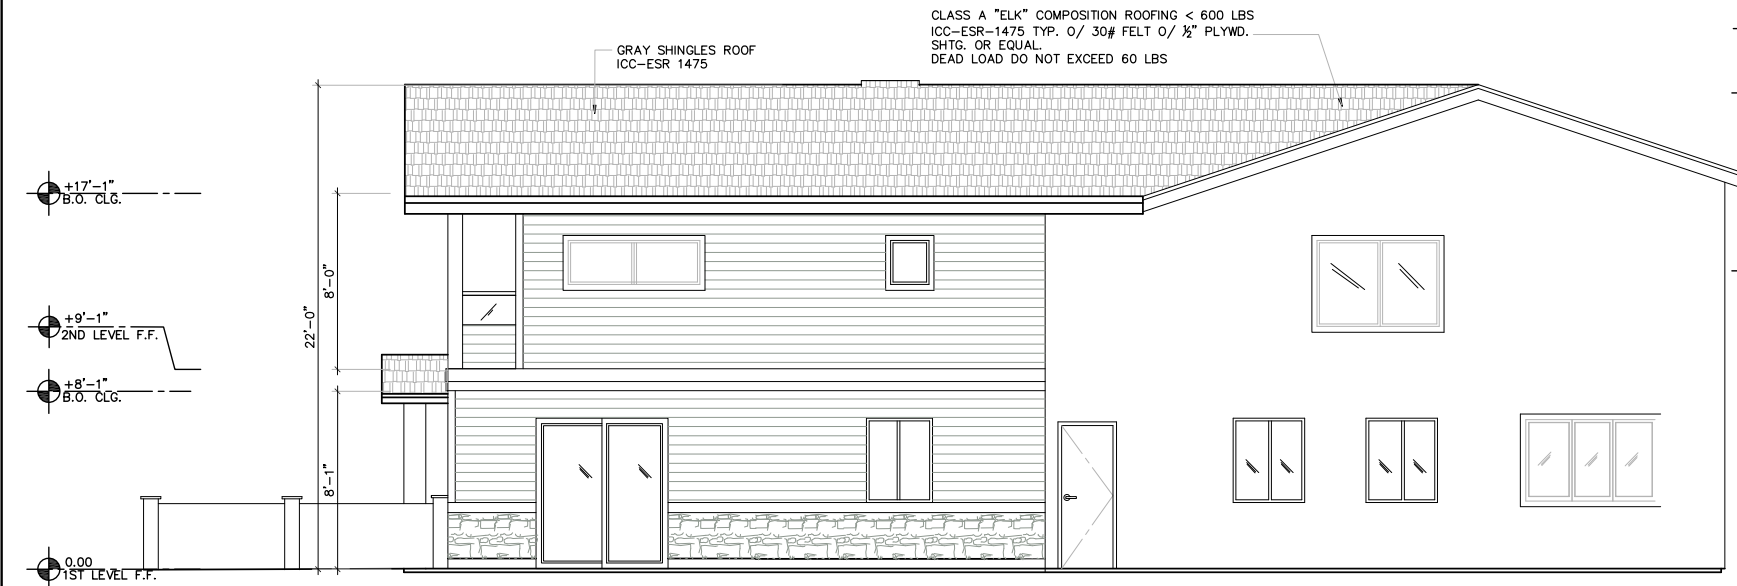 CLASS A "ELK" COMPOSITION ROOFING < 600 LBS
ICC-ESR-1475 TYP. O/ 30# FELT O/ ½" PLYWD.
SHTG. OR EQUAL.
DEAD LOAD DO NOT EXCEED 60 LBS
GRAY SHINGLES ROOF
ICC-ESR 1475
+17'-1"
B.O. CLG.
8'-0"
22'-0"
+9'-1"
2ND LEVEL F.F.
+8'-1"
B.O. CLG.
8'-1"
0.00
1ST LEVEL F.F.